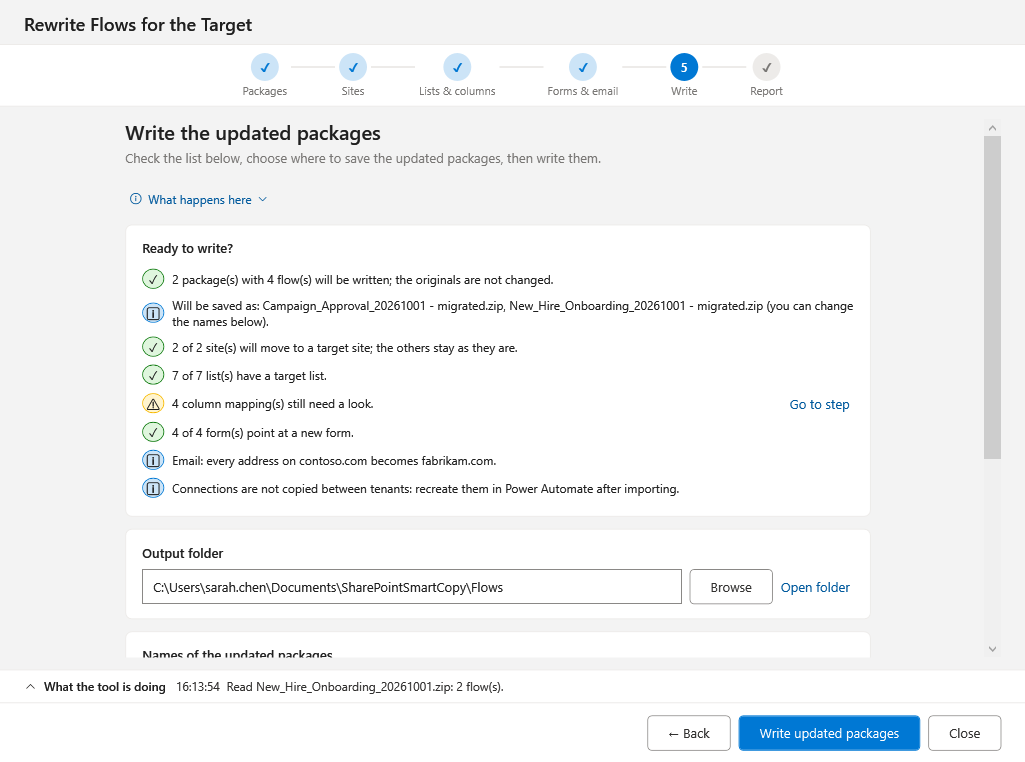 Rewrite Flows for the Target
Packages
Sites
Lists & columns
Forms & email
5
Write
Report
Write the updated packages
Check the list below, choose where to save the updated packages, then write them.
What happens here
Ready to write?
2 package(s) with 4 flow(s) will be written; the originals are not changed.
Will be saved as: Campaign_Approval_20261001 - migrated.zip, New_Hire_Onboarding_20261001 - migrated.zip (you can change
the names below).
2 of 2 site(s) will move to a target site; the others stay as they are.
7 of 7 list(s) have a target list.
4 column mapping(s) still need a look.
Go to step
4 of 4 form(s) point at a new form.
Email: every address on contoso.com becomes fabrikam.com.
Connections are not copied between tenants: recreate them in Power Automate after importing.
Output folder
C:\Users\sarah.chen\Documents\SharePointSmartCopy\Flows
Browse
Open folder
Names of the updated packages
What the tool is doing 16:13:54 Read New_Hire_Onboarding_20261001.zip: 2 flow(s).
← Back
Write updated packages
Close